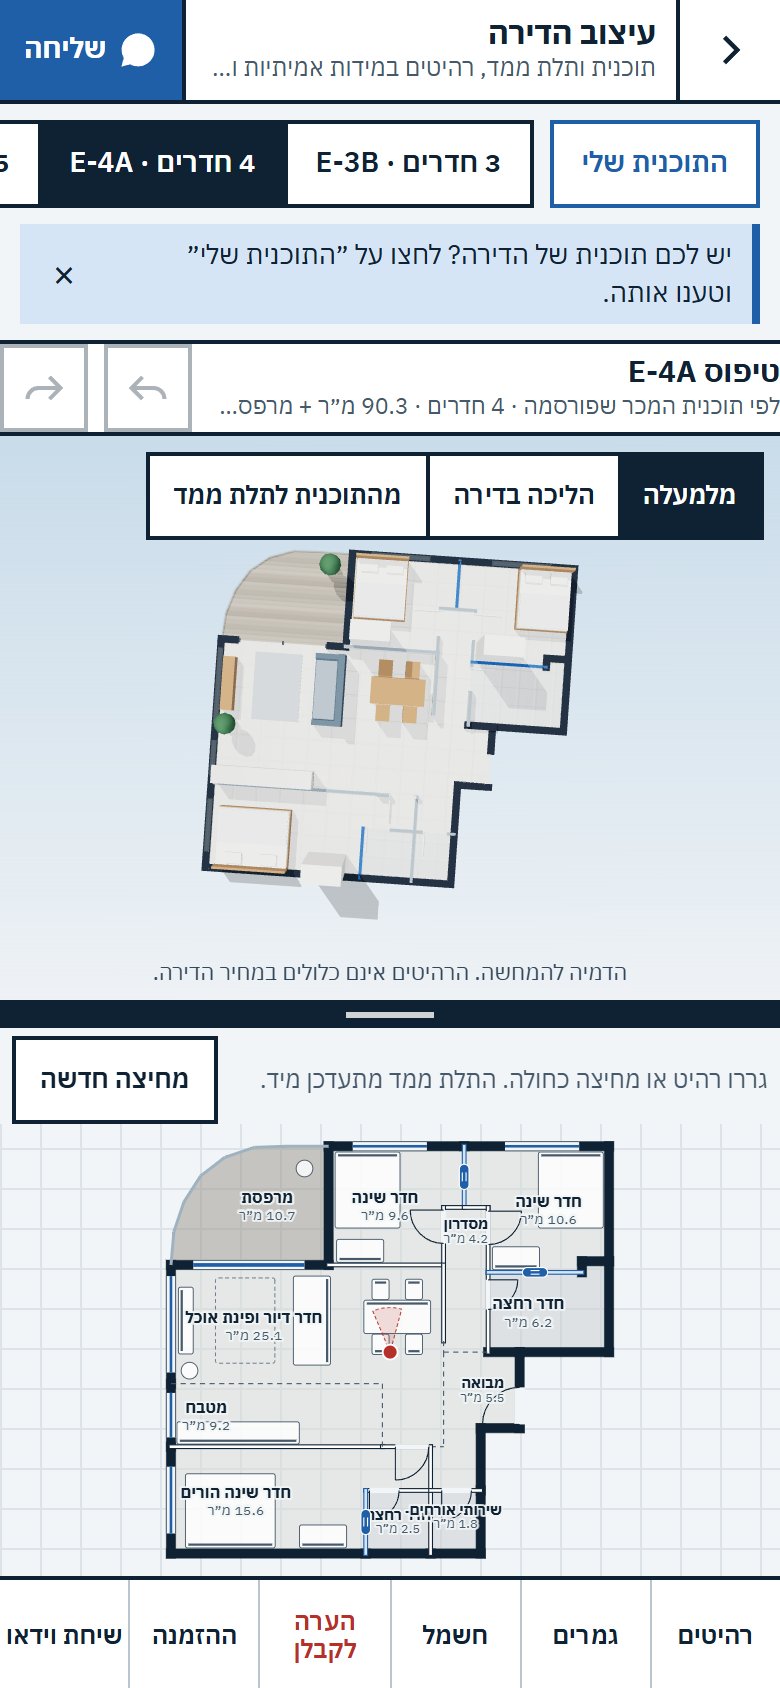 עיצוב הדירה
תוכנית ותלת ממד, רהיטים במידות אמיתיות ו...
שליחה
התוכנית שלי
3 חדרים · E-3B
4 חדרים · E-4A
5
יש לכם תוכנית של הדירה? לחצו על ״התוכנית שלי״
וטענו אותה.
טיפוס E-4A
לפי תוכנית המכר שפורסמה · 4 חדרים · 90.3 מ״ר + מרפס...
מלמעלה
הליכה בדירה
מהתוכנית לתלת ממד
הדמיה להמחשה. הרהיטים אינם כלולים במחיר הדירה.
גררו רהיט או מחיצה כחולה. התלת ממד מתעדכן מיד.
מחיצה חדשה
מרפסת
10.7 מ״ר
חדר שינה
9.6 מ״ר
חדר שינה
10.6 מ״ר
מסדרון
4.2 מ״ר
חדר רחצה
6.2 מ״ר
חדר דיור ופינת אוכל
25.1 מ״ר
מבואה
5.5 מ״ר
מטבח
9.2 מ״ר
חדר שינה הורים
15.6 מ״ר
רחצ
2.5 מ״ר
שירותי אורחים
1.8 מ״ר
רהיטים
גמרים
חשמל
הערה
לקבלן
ההזמנה
שיחת וידאו